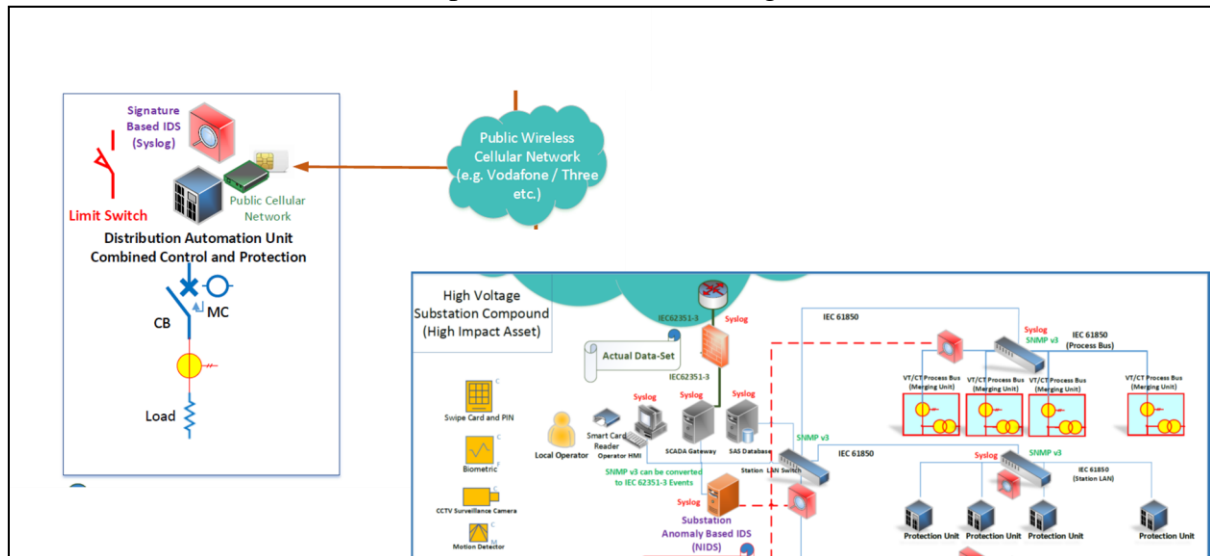 Signature
Based IDS
(Syslog)
Limit Switch
Public Cellular
Network
Distribution Automation Unit
Combined Control and Protection
CB
MC
Load
Public Wireless
Cellular Network
(e.g. Vodafone / Three
etc.)
High Voltage
Substation Compound
(High Impact Asset)
IEC62351-3
Syslog
Actual Data-Set
IEC62351-3
IEC 61850
Syslog
SNMP v3
IEC 61850
(Process Bus)
VT/CT Process Bus
(Merging Unit)
VT/CT Process Bus
(Merging Unit)
VT/CT Process Bus
(Merging Unit)
VT/CT Process Bus
(Merging Unit)
C
Swipe Card and PIN
Biometric
C
CCTV Surveillance Camera
C
M
Motion Detector
Local Operator
Smart Card
Reader
Syslog
Operator HMI
Syslog
SCADA Gateway
Syslog
SAS Database
SNMP v3
Station LAN Switch
IEC 61850
SNMP v3 can be converted
to IEC 62351-3 Events
Syslog
Substation
Anomaly Based IDS
(NIDS)
Syslog
SNMP v3
IEC 61850
(Station LAN)
Protection Unit
Protection Unit
Protection Unit
Protection Unit